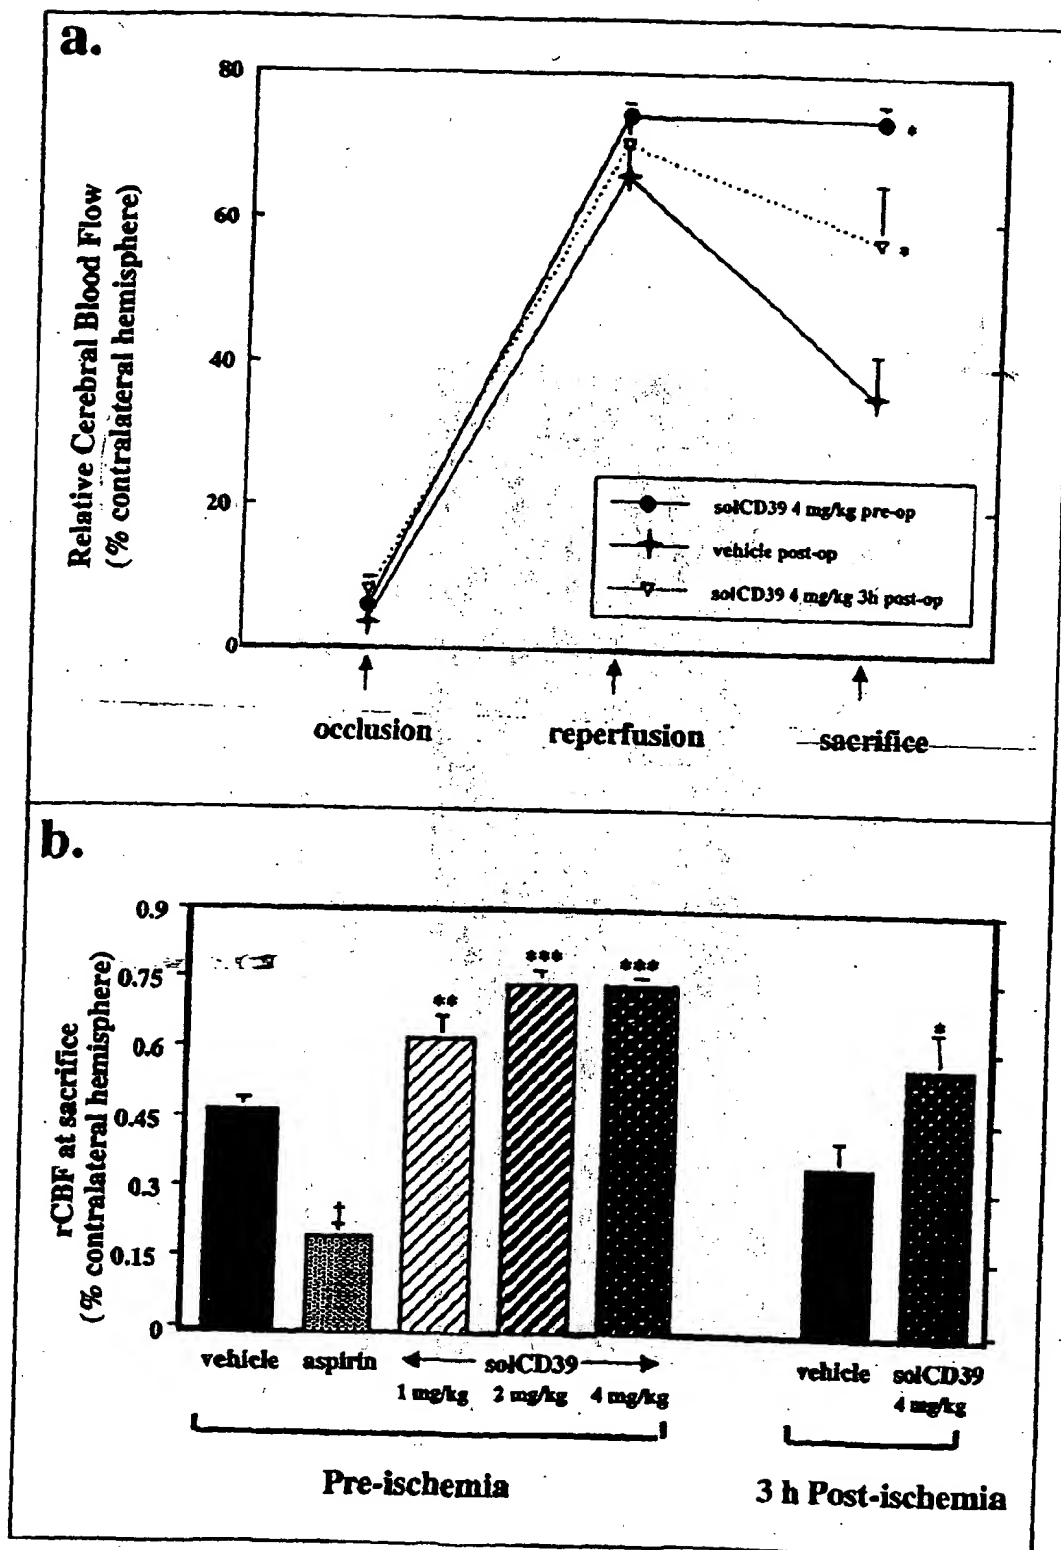 a.
80
60
40
20
0
Relative Cerebral Blood Flow
(% contralateral hemisphere)
*
*
solCD39 4 mg/kg pre-op
vehicle post-op
solCD39 4 mg/kg 3h post-op
occlusion
reperfusion
sacrifice
b.
0.9
0.75
0.6
0.45
0.3
0.15
0
rCBF at sacrifice
(% contralateral hemisphere)
‡
**
***
***
*
vehicle
aspirin
solCD39
1 mg/kg
2 mg/kg
4 mg/kg
vehicle
solCD39
4 mg/kg
Pre-ischemia
3 h Post-ischemia